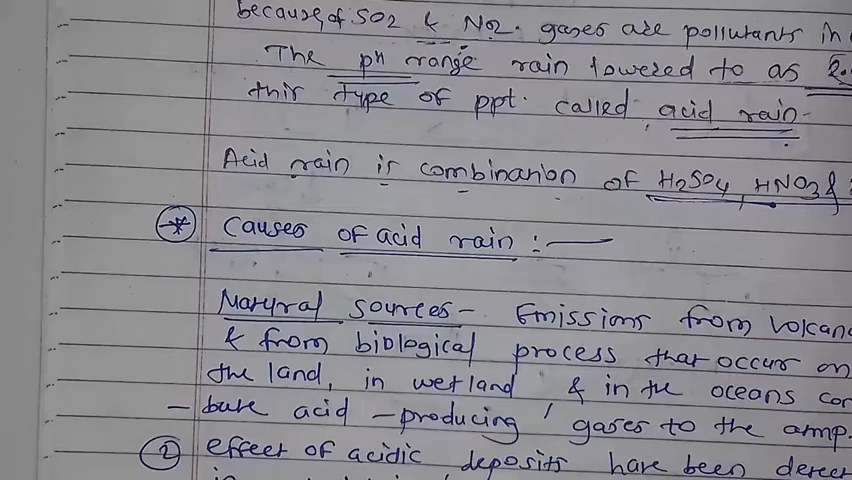 because, of SO2 & NO2. gases are pollutants in
The pH range rain lowered to as 2.
this type of ppt. called acid rain-
Acid rain is combination of H2SO4, HNO3 &
* Causes of acid rain :-
Natural sources - Emissions from volcan
& from biological process that occur on
the land, in wetland & in the oceans con
- bute acid - producing gases to the atmp.
② effect of acidic deposits have been detect